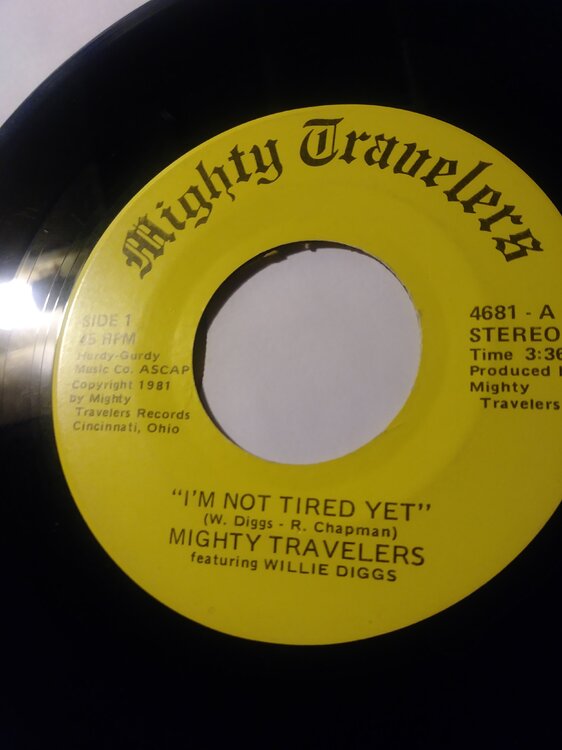 Mighty Travelers
SIDE 1
45 RPM
Hurdy-Gurdy
Music Co. ASCAP
Copyright 1981
by Mighty
Travelers Records
Cincinnati, Ohio
4681 - A
STEREO
Time 3:36
Produced
Mighty
Travelers
"I'M NOT TIRED YET"
(W. Diggs - R. Chapman)
MIGHTY TRAVELERS
featuring WILLIE DIGGS